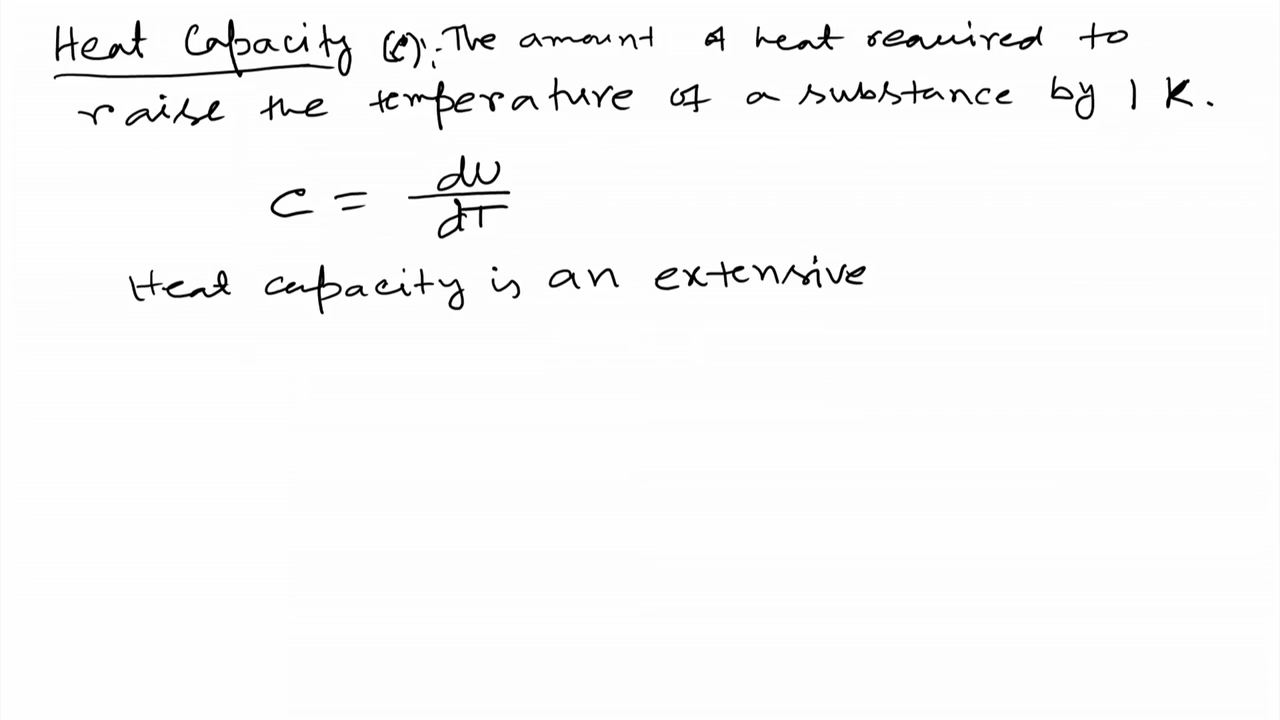 Heat Capacity (C): The amount of heat required to
raise the temperature of a substance by 1 K.
C = dU/dT
Heat capacity is an extensive